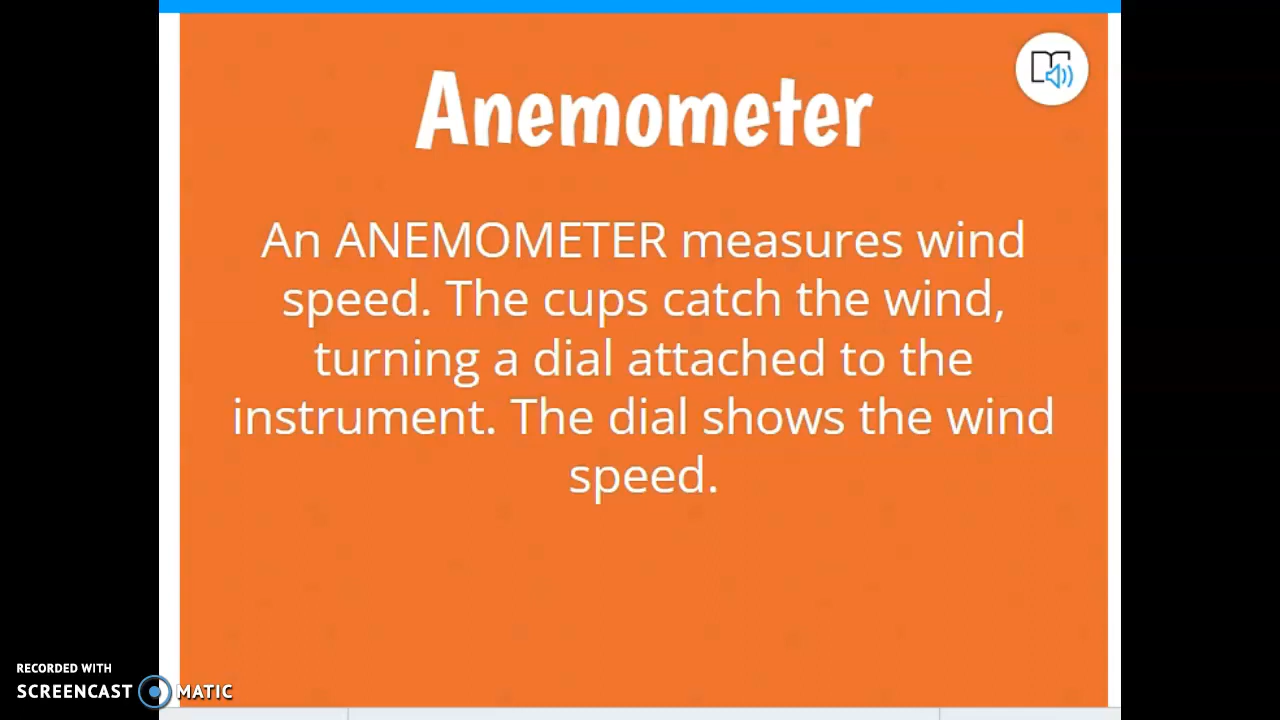 Anemometer
An ANEMOMETER measures wind
speed. The cups catch the wind,
turning a dial attached to the
instrument. The dial shows the wind
speed.
RECORDED WITH
SCREENCAST MATIC